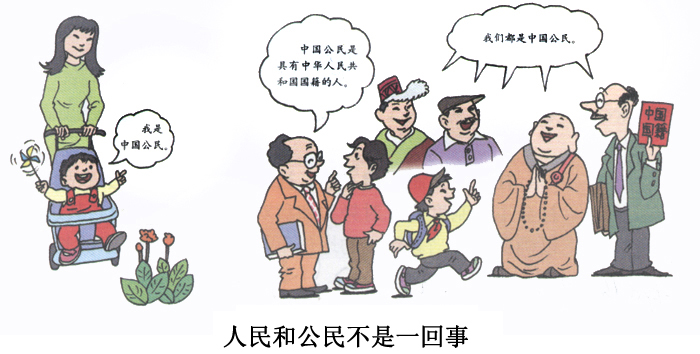 我是
中国公民。
中国公民是
具有中华人民共
和国国籍的人。
我们都是中国公民。
中国
国籍
人民和公民不是一回事